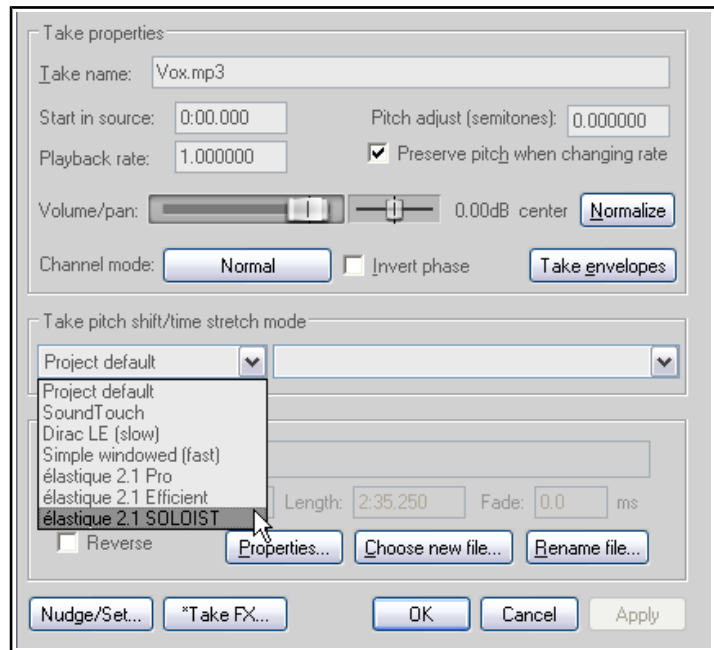 Take properties
Take name: Vox.mp3
Start in source: 0:00.000 Pitch adjust (semitones): 0.000000
Playback rate: 1.000000 Preserve pitch when changing rate
Volume/pan: 0.00dB center Normalize
Channel mode: Normal Invert phase Take envelopes
Take pitch shift/time stretch mode
Project default
Project default
SoundTouch
Dirac LE (slow)
Simple windowed (fast)
élastique 2.1 Pro
élastique 2.1 Efficient
élastique 2.1 SOLOIST
Length: 2:35.250 Fade: 0.0 ms
Reverse Properties... Choose new file... Rename file...
Nudge/Set... *Take FX... OK Cancel Apply